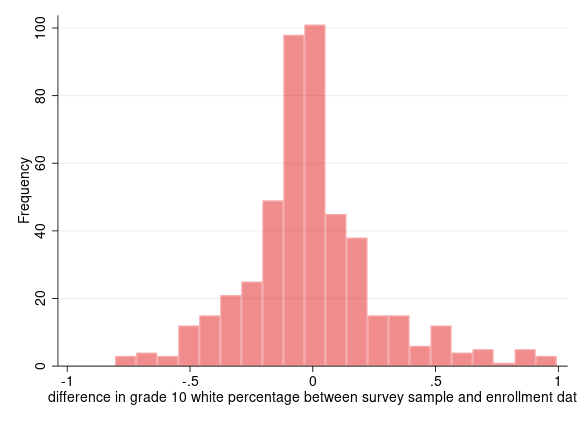 Frequency
100
80
60
40
20
0
-1 -.5 0 .5 1
difference in grade 10 white percentage between survey sample and enrollment dat